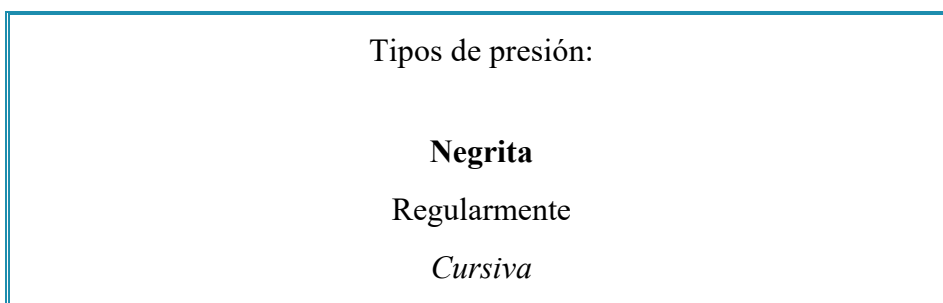 Tipos de presión:
Negrita
Regularmente
Cursiva